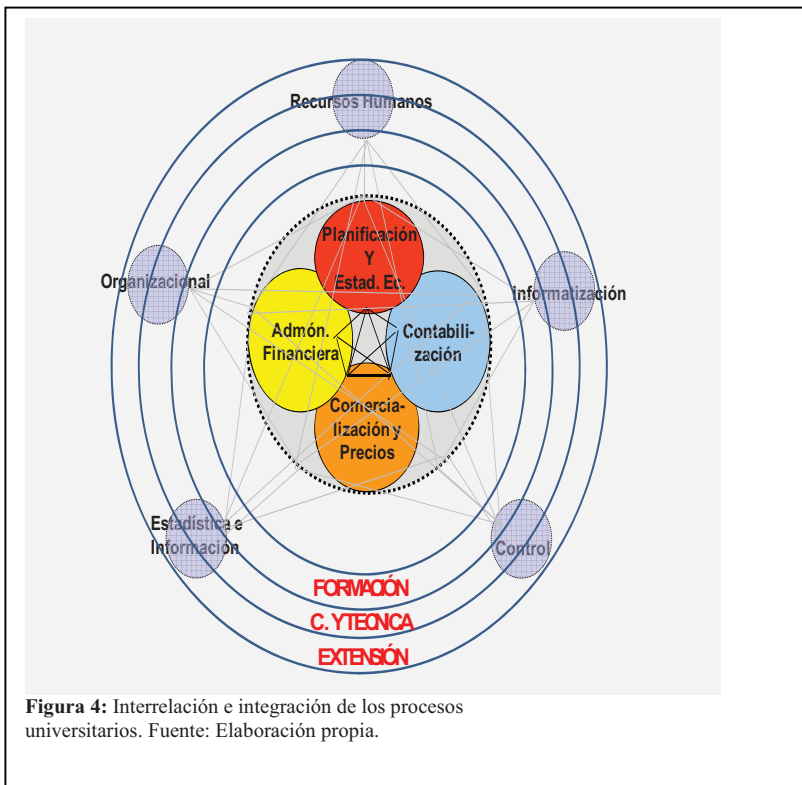 Recursos Humanos
Planificación
Y
Estad. Ec.
Organizacional
informatización
Admón.
Financiera
Contabili-
zación
Comercia-
lización y
Precios
Estadística e
Información
Control
FORMACIÓN
C. Y TECNICA
EXTENSIÓN
Figura 4: Interrelación e integración de los procesos
universitarios. Fuente: Elaboración propia.